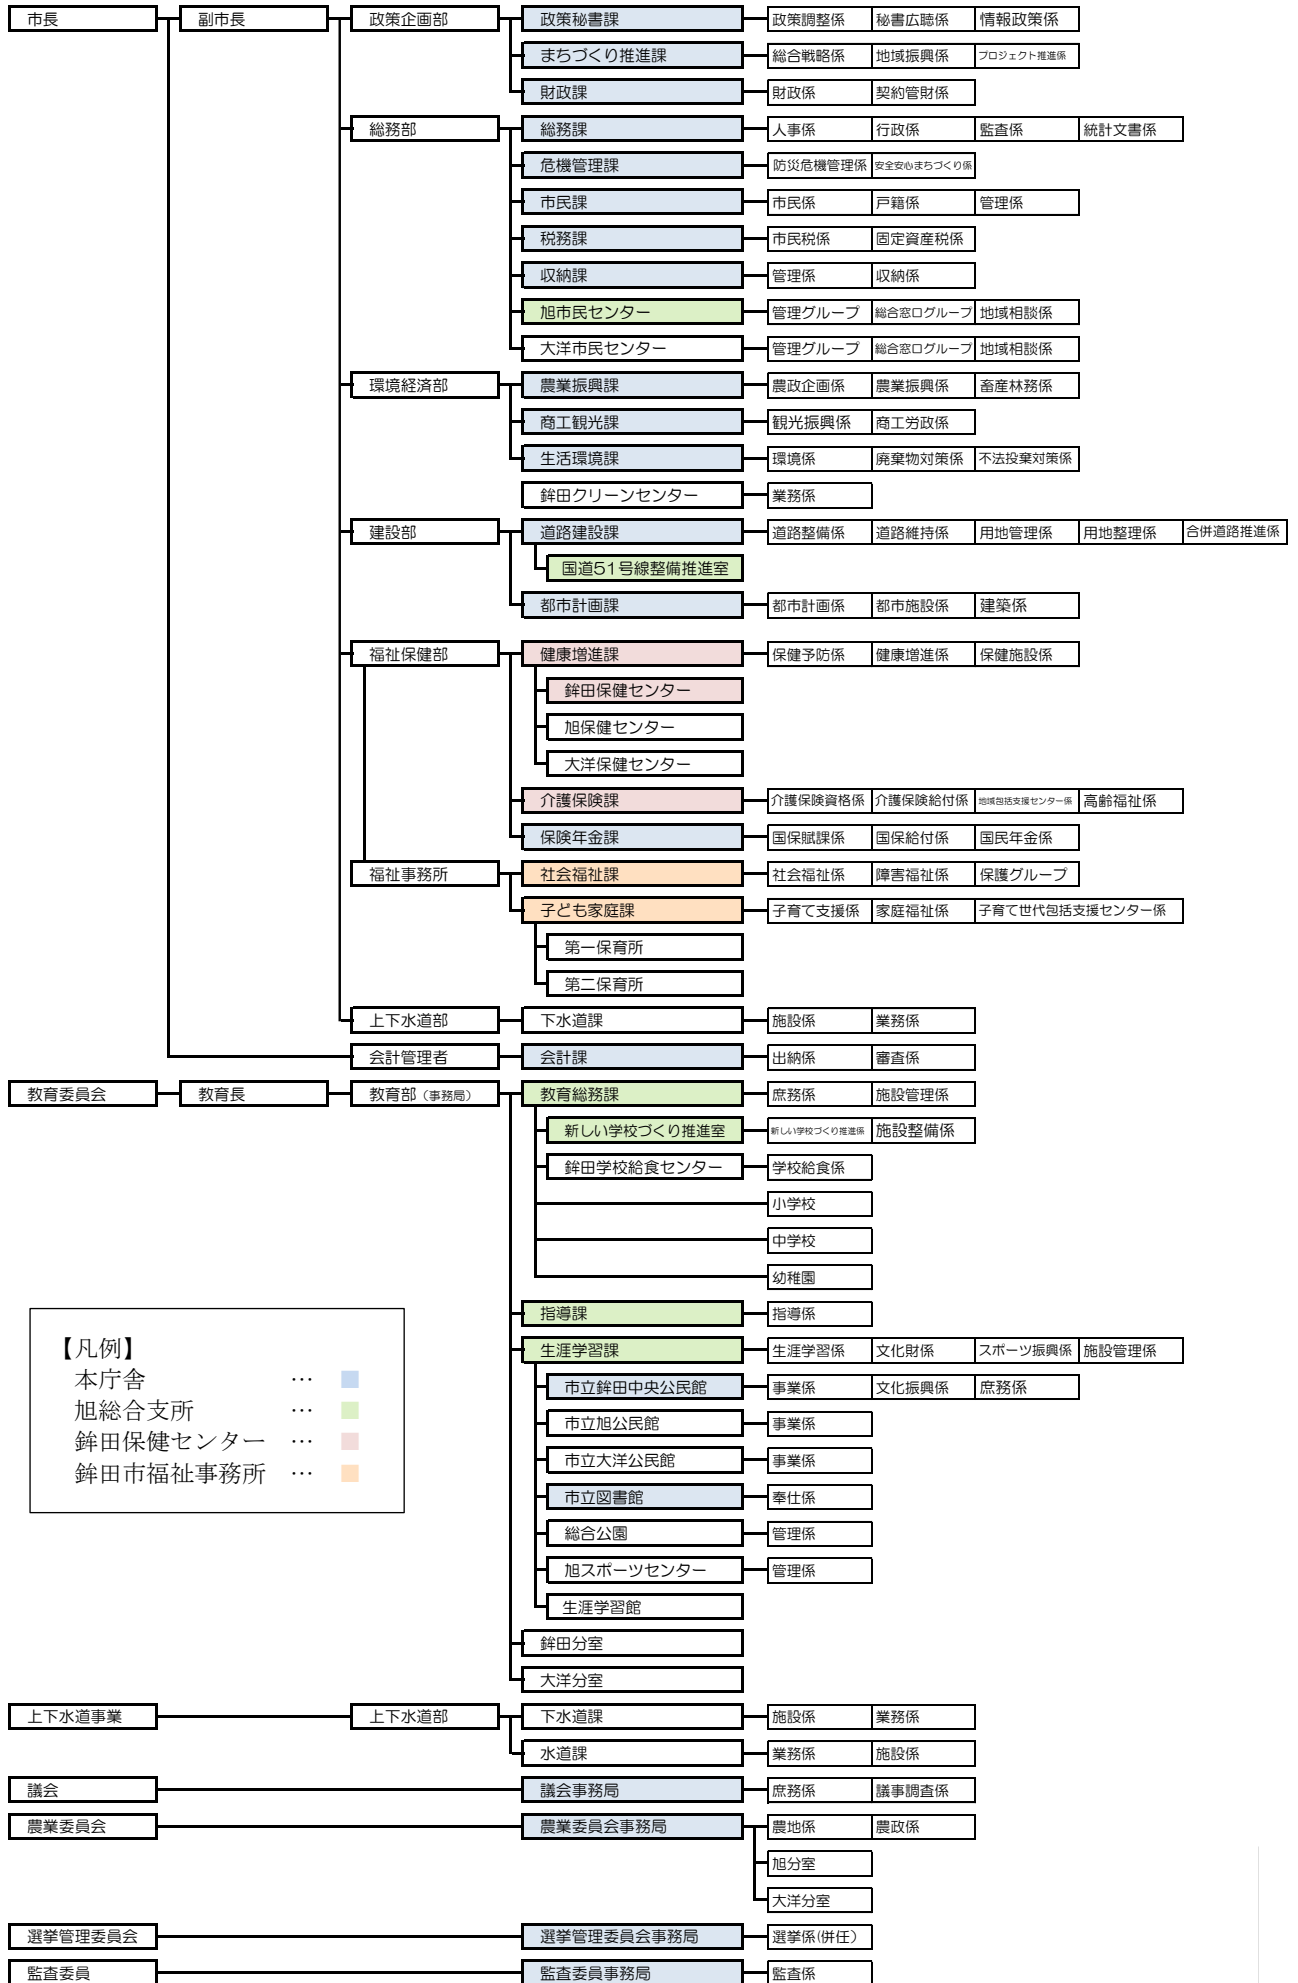 市長 副市長 政策企画部 政策秘書課 政策調整係 秘書広聴係 情報政策係
まちづくり推進課 総合戦略係 地域振興係 プロジェクト推進係
財政課 財政係 契約管財係
総務部 総務課 人事係 行政係 監査係 統計文書係
危機管理課 防災危機管理係 安全安心まちづくり係
市民課 市民係 戸籍係 管理係
税務課 市民税係 固定資産税係
収納課 管理係 収納係
旭市民センター 管理グループ 総合窓口グループ 地域相談係
大洋市民センター 管理グループ 総合窓口グループ 地域相談係
環境経済部 農業振興課 農政企画係 農業振興係 畜産林務係
商工観光課 観光振興係 商工労政係
生活環境課 環境係 廃棄物対策係 不法投棄対策係
鉾田クリーンセンター 業務係
建設部 道路建設課 道路整備係 道路維持係 用地管理係 用地整理係 合併道路推進係
国道51号線整備推進室
都市計画課 都市計画係 都市施設係 建築係
福祉保健部 健康増進課 保健予防係 健康増進係 保健施設係
鉾田保健センター
旭保健センター
大洋保健センター
介護保険課 介護保険資格係 介護保険給付係 地域包括支援センター係 高齢福祉係
保険年金課 国保賦課係 国保給付係 国民年金係
福祉事務所 社会福祉課 社会福祉係 障害福祉係 保護グループ
子ども家庭課 子育て支援係 家庭福祉係 子育て世代包括支援センター係
第一保育所
第二保育所
上下水道部 下水道課 施設係 業務係
会計管理者 会計課 出納係 審査係
教育委員会 教育長 教育部（事務局） 教育総務課 庶務係 施設管理係
新しい学校づくり推進室 新しい学校づくり推進係 施設整備係
鉾田学校給食センター 学校給食係
小学校
中学校
幼稚園
指導課 指導係
生涯学習課 生涯学習係 文化財係 スポーツ振興係 施設管理係
市立鉾田中央公民館 事業係 文化振興係 庶務係
市立旭公民館 事業係
市立大洋公民館 事業係
市立図書館 奉仕係
総合公園 管理係
旭スポーツセンター 管理係
生涯学習館
鉾田分室
大洋分室
【凡例】
本庁舎 …
旭総合支所 …
鉾田保健センター …
鉾田市福祉事務所 …
上下水道事業 上下水道部 下水道課 施設係 業務係
水道課 業務係 施設係
議会 議会事務局 庶務係 議事調査係
農業委員会 農業委員会事務局 農地係 農政係
旭分室
大洋分室
選挙管理委員会 選挙管理委員会事務局 選挙係(併任）
監査委員 監査委員事務局 監査係